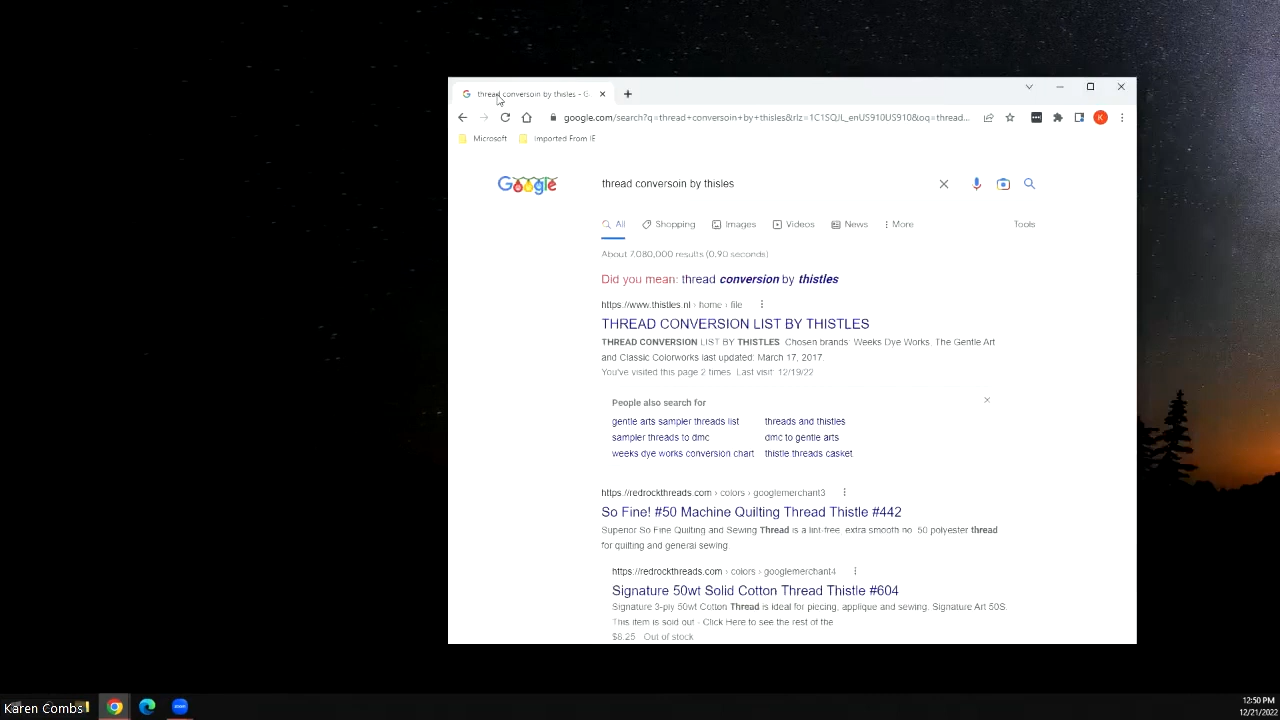 thread conversoin by thisles - G
google.com/search?q=thread+conversoin+by+thisles&rlz=1C1SQJL_enUS910US910&oq=thread...
K
Microsoft
Imported From IE
Google
thread conversoin by thisles
All
Shopping
Images
Videos
News
More
Tools
About 7,080,000 results (0.90 seconds)
Did you mean: thread conversion by thistles
https://www.thistles.nl › home › file
THREAD CONVERSION LIST BY THISTLES
THREAD CONVERSION LIST BY THISTLES. Chosen brands: Weeks Dye Works, The Gentle Art
and Classic Colorworks last updated: March 17, 2017.
You've visited this page 2 times. Last visit: 12/19/22
People also search for
gentle arts sampler threads list
threads and thistles
sampler threads to dmc
dmc to gentle arts
weeks dye works conversion chart
thistle threads casket
https://redrockthreads.com › colors › googlemerchant3
So Fine! #50 Machine Quilting Thread Thistle #442
Superior So Fine Quilting and Sewing Thread is a lint-free, extra smooth no. 50 polyester thread
for quilting and general sewing.
https://redrockthreads.com › colors › googlemerchant4
Signature 50wt Solid Cotton Thread Thistle #604
Signature 3-ply 50wt Cotton Thread is ideal for piecing, applique and sewing. Signature Art 50S.
This item is sold out - Click Here to see the rest of the
$8.25 Out of stock
Karen Combs
zoom
12:50 PM
12/21/2022